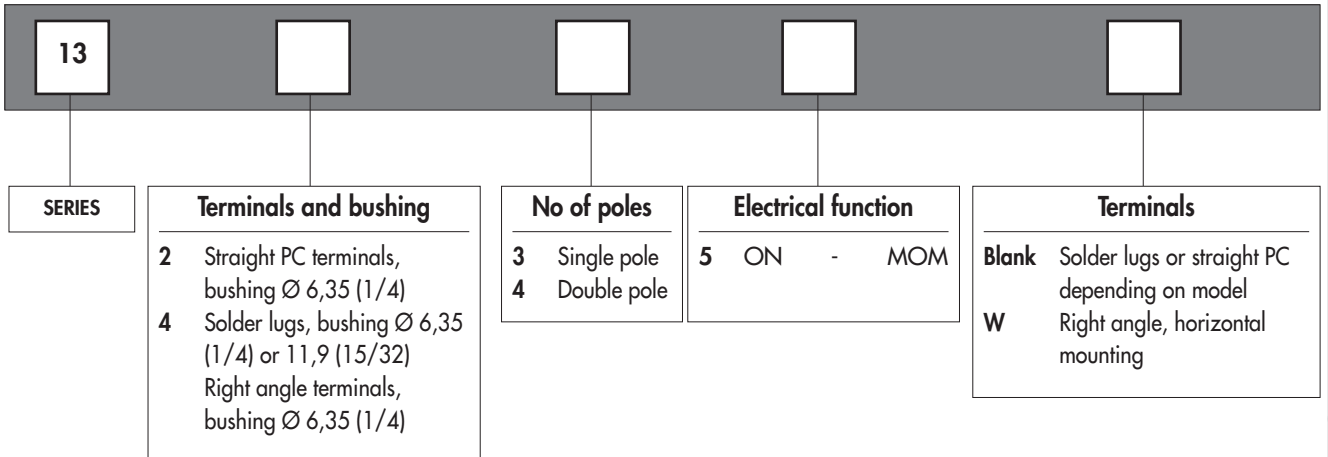 13
SERIES
Terminals and bushing
2 Straight PC terminals,
bushing Ø 6,35 (1/4)
4 Solder lugs, bushing Ø 6,35
(1/4) or 11,9 (15/32)
Right angle terminals,
bushing Ø 6,35 (1/4)
No of poles
3 Single pole
4 Double pole
Electrical function
5 ON - MOM
Terminals
Blank Solder lugs or straight PC
depending on model
W Right angle, horizontal
mounting